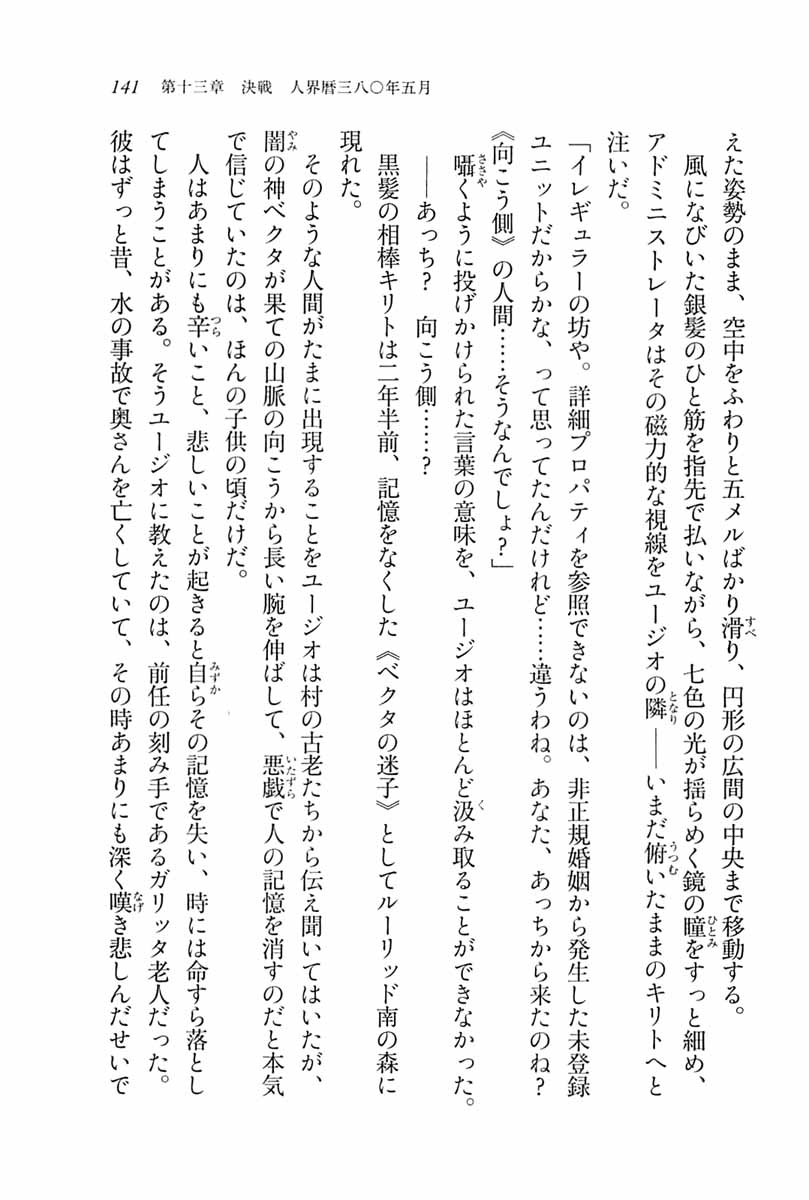 141　第十三章　決戦　人界暦三八〇年五月
えた姿勢のまま、空中をふわりと五メルばかり滑り、円形の広間の中央まで移動する。
　風になびいた銀髪のひと筋を指先で払いながら、七色の光が揺らめく鏡の瞳をすっと細め、
アドミニストレータはその磁力的な視線をユージオの隣――いまだ俯いたままのキリトへと
注いだ。
「イレギュラーの坊や。詳細プロパティを参照できないのは、非正規婚姻から発生した未登録
ユニットだからかな、って思ってたんだけれど……違うわね。あなた、あっちから来たのね？
《向こう側》の人間……そうなんでしょ？」
　囁くように投げかけられた言葉の意味を、ユージオはほとんど汲み取ることができなかった。
　――あっち？　向こう側……？
　黒髪の相棒キリトは二年半前、記憶をなくした《ベクタの迷子》としてルーリッド南の森に
現れた。
　そのような人間がたまに出現することをユージオは村の古老たちから伝え聞いてはいたが、
闇の神ベクタが果ての山脈の向こうから長い腕を伸ばして、悪戯で人の記憶を消すのだと本気
で信じていたのは、ほんの子供の頃だけだ。
　人はあまりにも辛いこと、悲しいことが起きると自らその記憶を失い、時には命すら落とし
てしまうことがある。そうユージオに教えたのは、前任の刻み手であるガリッタ老人だった。
彼はずっと昔、水の事故で奥さんを亡くしていて、その時あまりにも深く嘆き悲しんだせいで